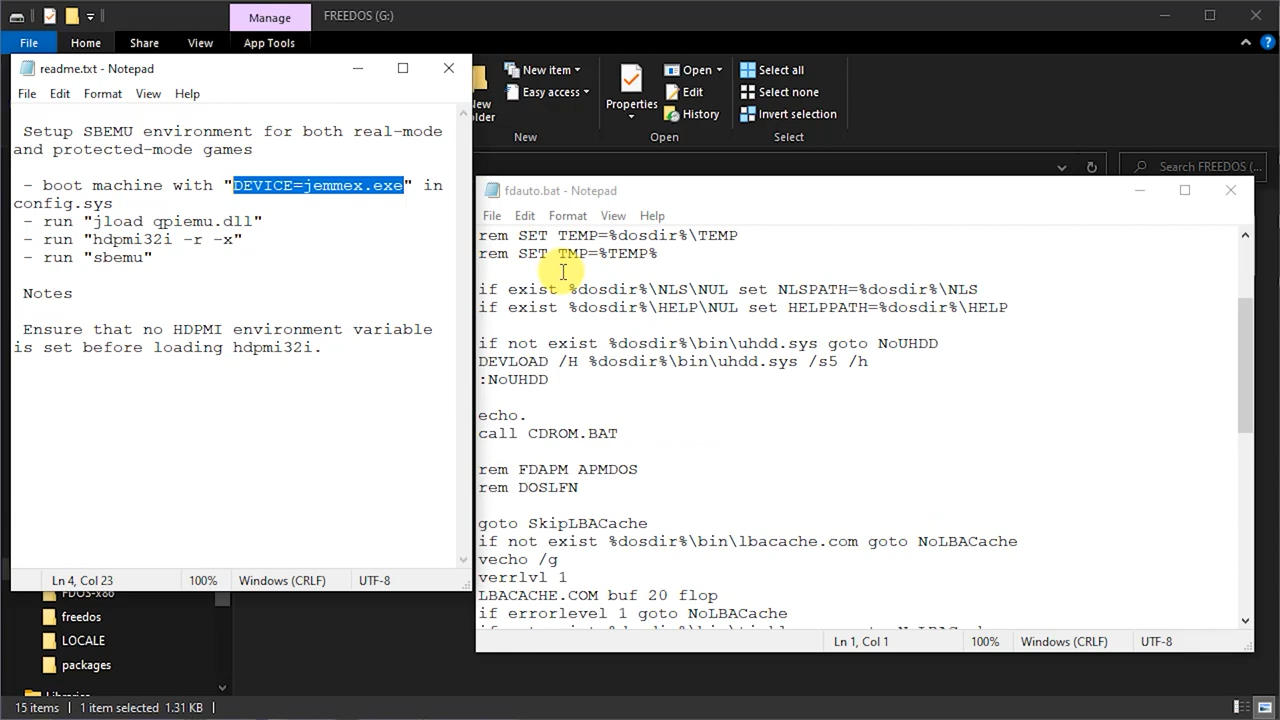 Manage
FREEDOS (G:)
File
Home
Share
View
App Tools
readme.txt - Notepad
File Edit Format View Help
Setup SBEMU environment for both real-mode
and protected-mode games
- boot machine with "DEVICE=jemmex.exe" in
config.sys
- run "jload qpiemu.dll"
- run "hdpmi32i -r -x"
- run "sbemu"
Notes
Ensure that no HDPMI environment variable
is set before loading hdpmi32i.
Ln 4, Col 23
100%
Windows (CRLF)
UTF-8
New item
Easy access
New
Properties
Open
Edit
History
Open
Select all
Select none
Invert selection
Select
Search FREEDOS (G:)
fdauto.bat - Notepad
File Edit Format View Help
rem SET TEMP=%dosdir%\TEMP
rem SET TMP=%TEMP%
if exist %dosdir%\NLS\NUL set NLSPATH=%dosdir%\NLS
if exist %dosdir%\HELP\NUL set HELPPATH=%dosdir%\HELP
if not exist %dosdir%\bin\uhdd.sys goto NoUHDD
DEVLOAD /H %dosdir%\bin\uhdd.sys /s5 /h
:NoUHDD
echo.
call CDROM.BAT
rem FDAPM APMDOS
rem DOSLFN
goto SkipLBACache
if not exist %dosdir%\bin\lbacache.com goto NoLBACache
vecho /g
verrlvl 1
LBACACHE.COM buf 20 flop
if errorlevel 1 goto NoLBACache
Ln 1, Col 1
100%
Windows (CRLF)
UTF-8
FDOS-x86
freedos
LOCALE
packages
Libraries
15 items
1 item selected 1.31 KB